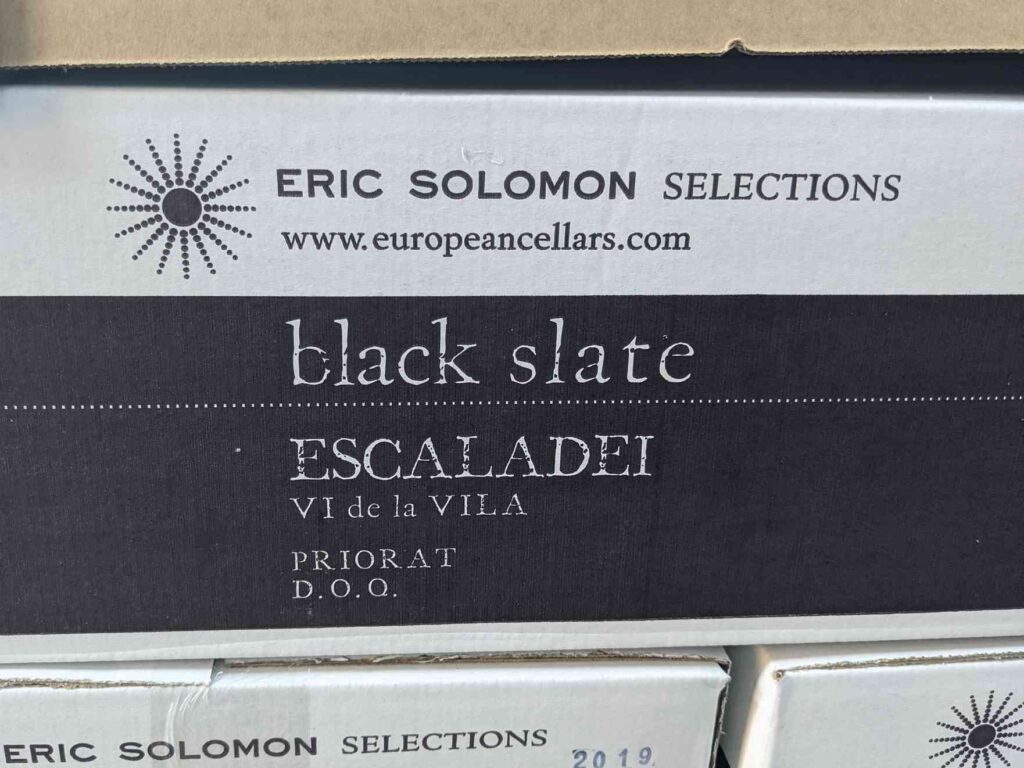 ERIC SOLOMON SELECTIONS
www.europeancellars.com
black slate
ESCALADEI
VI de la VILA
PRIORAT
D.O.Q.
ERIC SOLOMON SELECTIONS
2019